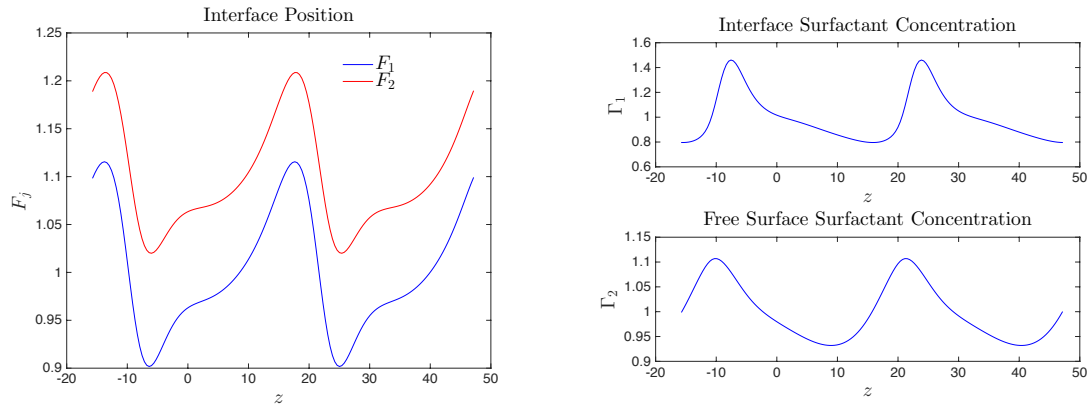 Interface Position
1.25
1.2
1.15
1.1
1.05
1
0.95
0.9
F_j
F_1
F_2
-20 -10 0 10 20 30 40 50
z
Interface Surfactant Concentration
1.6
1.4
1.2
1
0.8
0.6
Γ_1
-20 -10 0 10 20 30 40 50
z
Free Surface Surfactant Concentration
1.15
1.1
1.05
1
0.95
0.9
Γ_2
-20 -10 0 10 20 30 40 50
z